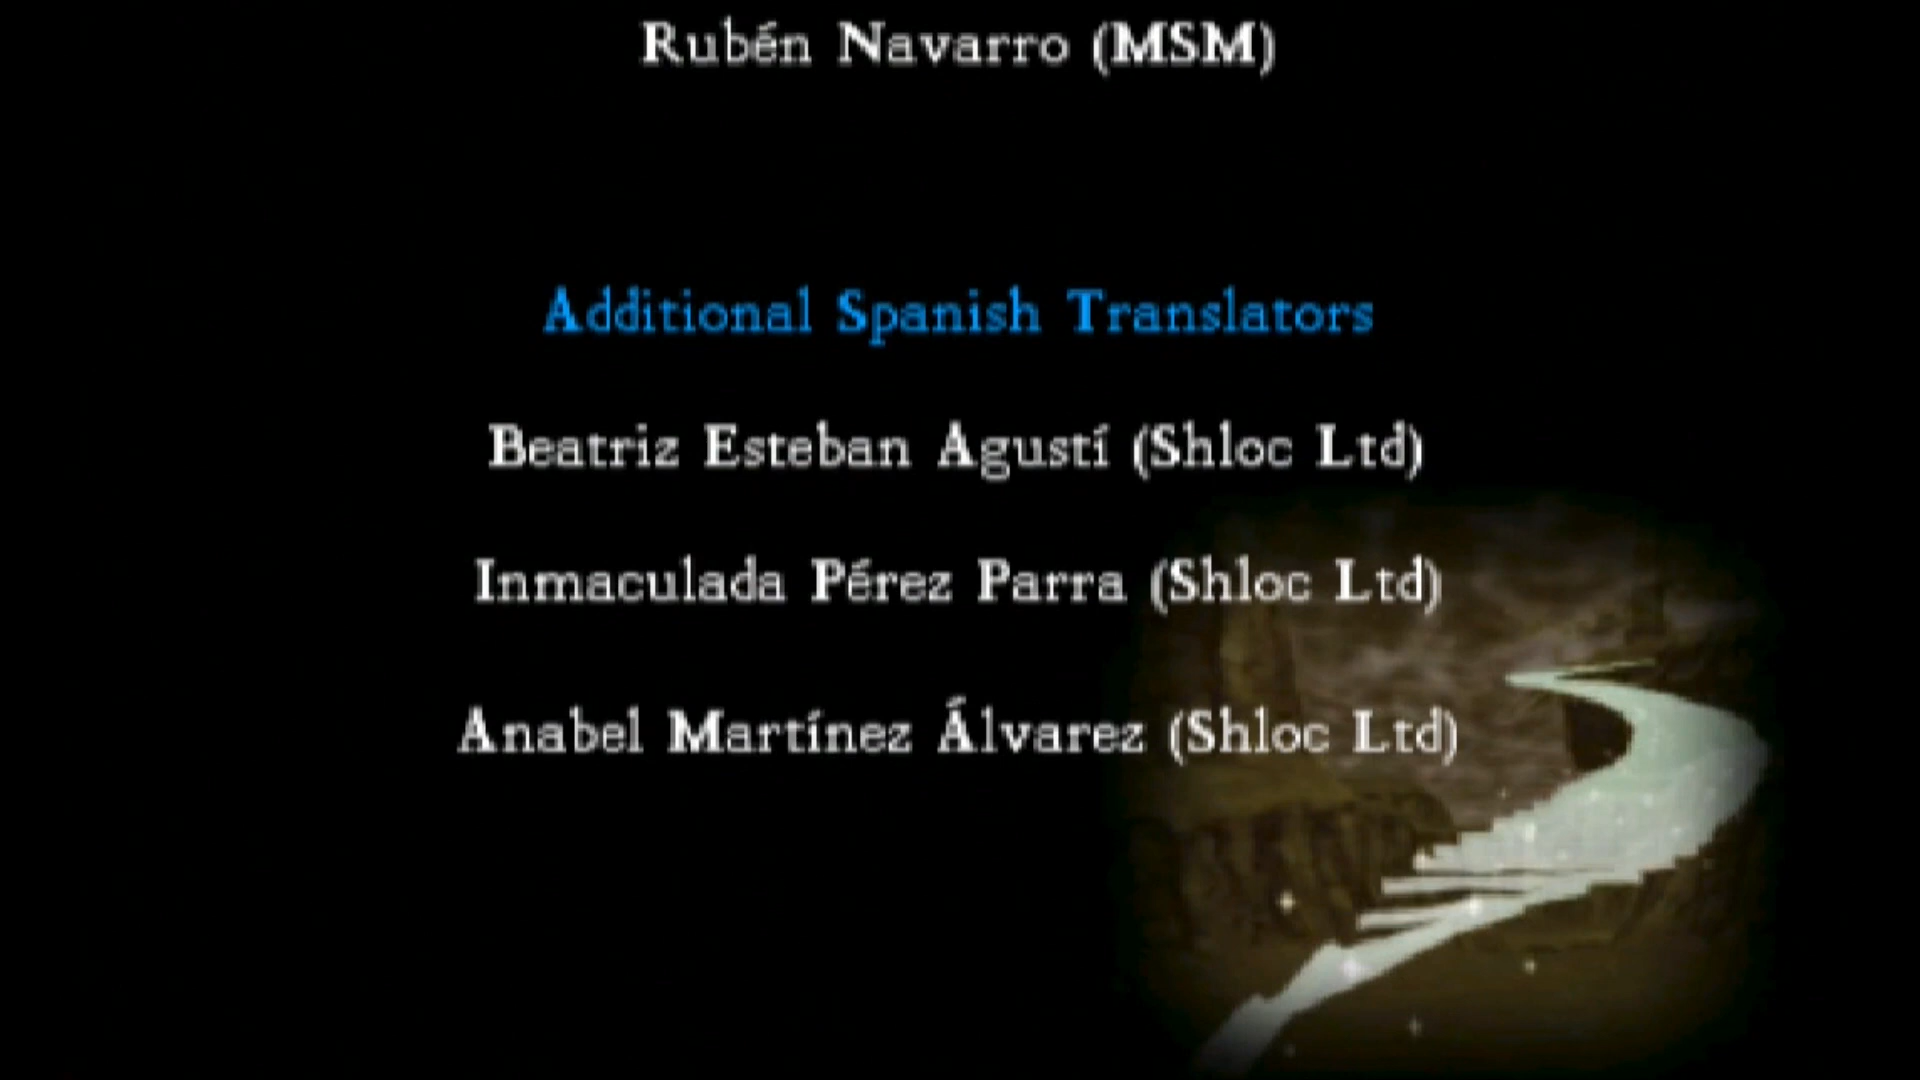 Rubén Navarro (MSM)
Additional Spanish Translators
Beatriz Esteban Agustí (Shloc Ltd)
Inmaculada Pérez Parra (Shloc Ltd)
Anabel Martínez Álvarez (Shloc Ltd)